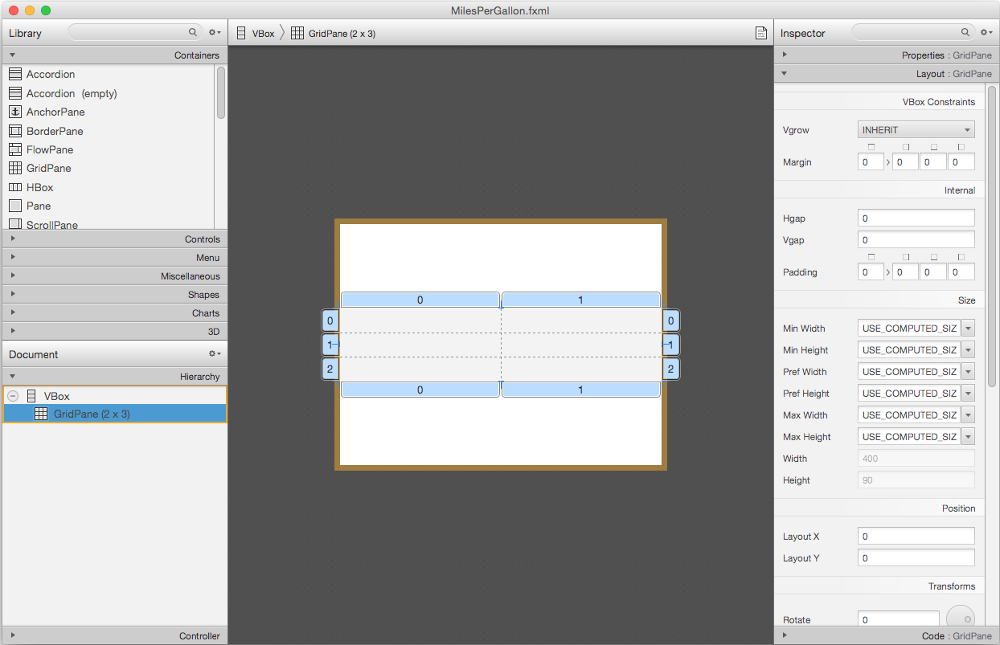 MilesPerGallon.fxml
Library
VBox
GridPane (2 x 3)
Containers
Accordion
Accordion (empty)
AnchorPane
BorderPane
FlowPane
GridPane
HBox
Pane
ScrollPane
Controls
Menu
Miscellaneous
Shapes
Charts
3D
Document
Hierarchy
VBox
GridPane (2 x 3)
Controller
0 1
0 0
1 1
2 2
0 1
Inspector
Properties : GridPane
Layout : GridPane
VBox Constraints
Vgrow INHERIT
Margin 0 0 0 0
Internal
Hgap 0
Vgap 0
Padding 0 0 0 0
Size
Min Width USE_COMPUTED_SIZ
Min Height USE_COMPUTED_SIZ
Pref Width USE_COMPUTED_SIZ
Pref Height USE_COMPUTED_SIZ
Max Width USE_COMPUTED_SIZ
Max Height USE_COMPUTED_SIZ
Width 400
Height 90
Position
Layout X 0
Layout Y 0
Transforms
Rotate 0
Code : GridPane